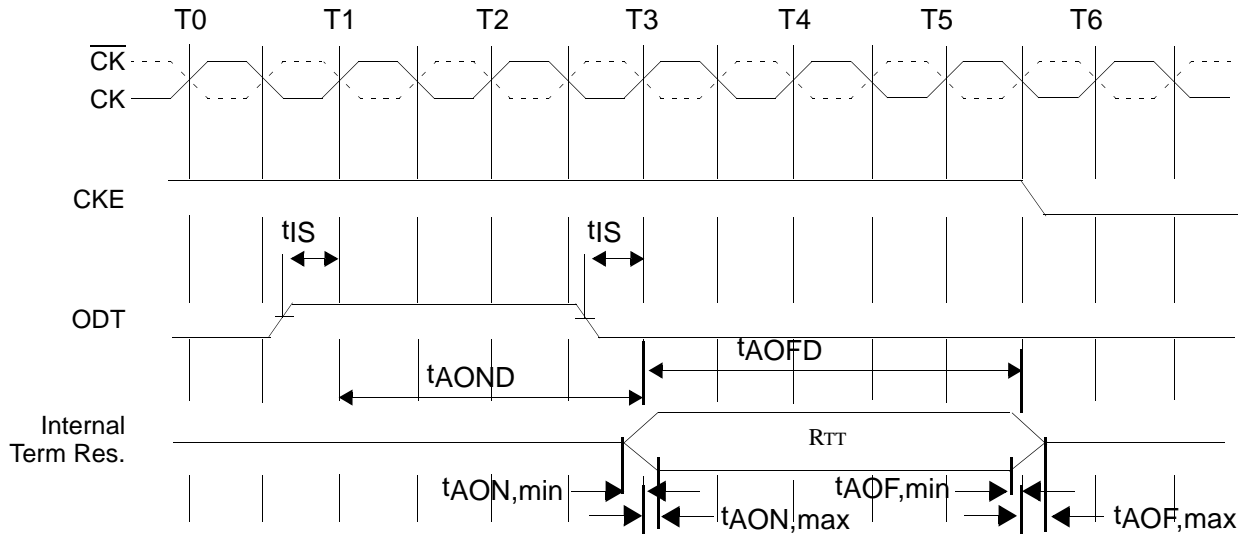 T0 T1 T2 T3 T4 T5 T6
CK
CK
CKE
tIS tIS
ODT
tAOFD
tAOND
Internal
Term Res.
RTT
tAON,min tAOF,min
tAON,max tAOF,max